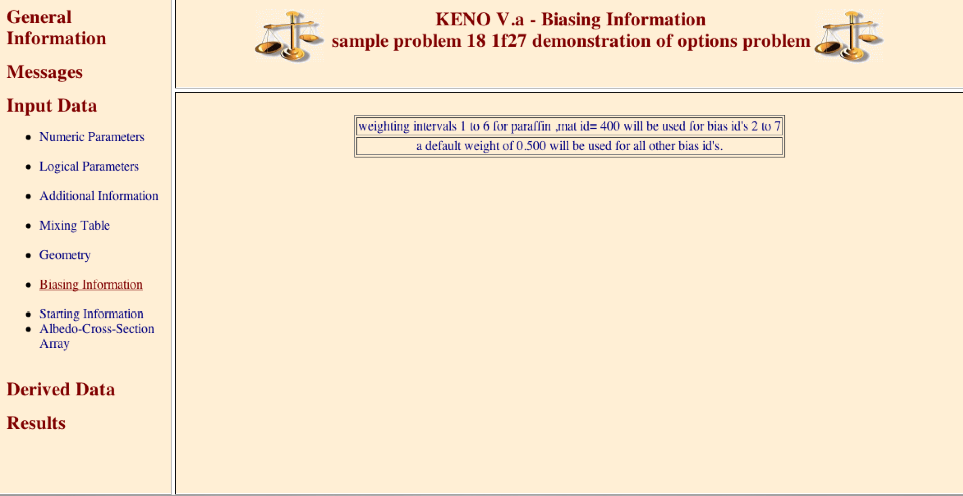 General
Information
Messages
Input Data
Numeric Parameters
Logical Parameters
Additional Information
Mixing Table
Geometry
Biasing Information
Starting Information
Albedo-Cross-Section
Array
Derived Data
Results
KENO V.a - Biasing Information
sample problem 18 1f27 demonstration of options problem
weighting intervals 1 to 6 for paraffin ,mat id= 400 will be used for bias id's 2 to 7
a default weight of 0.500 will be used for all other bias id's.